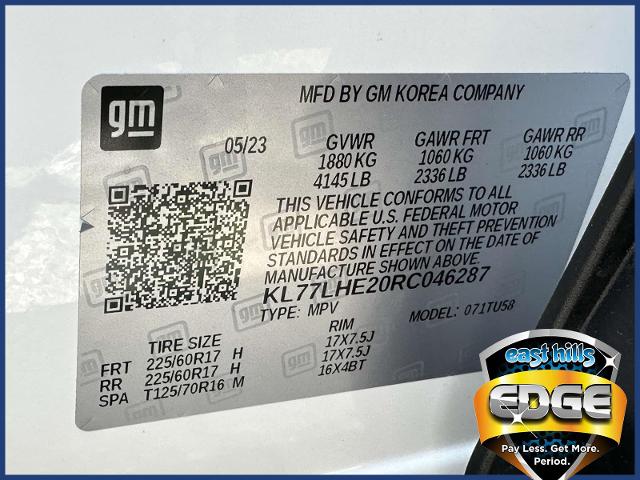 gm
MFD BY GM KOREA COMPANY
05/23 GVWR GAWR FRT GAWR RR
1880 KG 1060 KG 1060 KG
4145 LB 2336 LB 2336 LB
THIS VEHICLE CONFORMS TO ALL
APPLICABLE U.S. FEDERAL MOTOR
VEHICLE SAFETY AND THEFT PREVENTION
STANDARDS IN EFFECT ON THE DATE OF
MANUFACTURE SHOWN ABOVE.
KL77LHE20RC046287
TYPE: MPV MODEL: 071TU58
TIRE SIZE RIM
FRT 225/60R17 H 17X7.5J
RR 225/60R17 H 17X7.5J
SPA T125/70R16 M 16X4BT
east hills
EDGE
Pay Less. Get More.
Period.